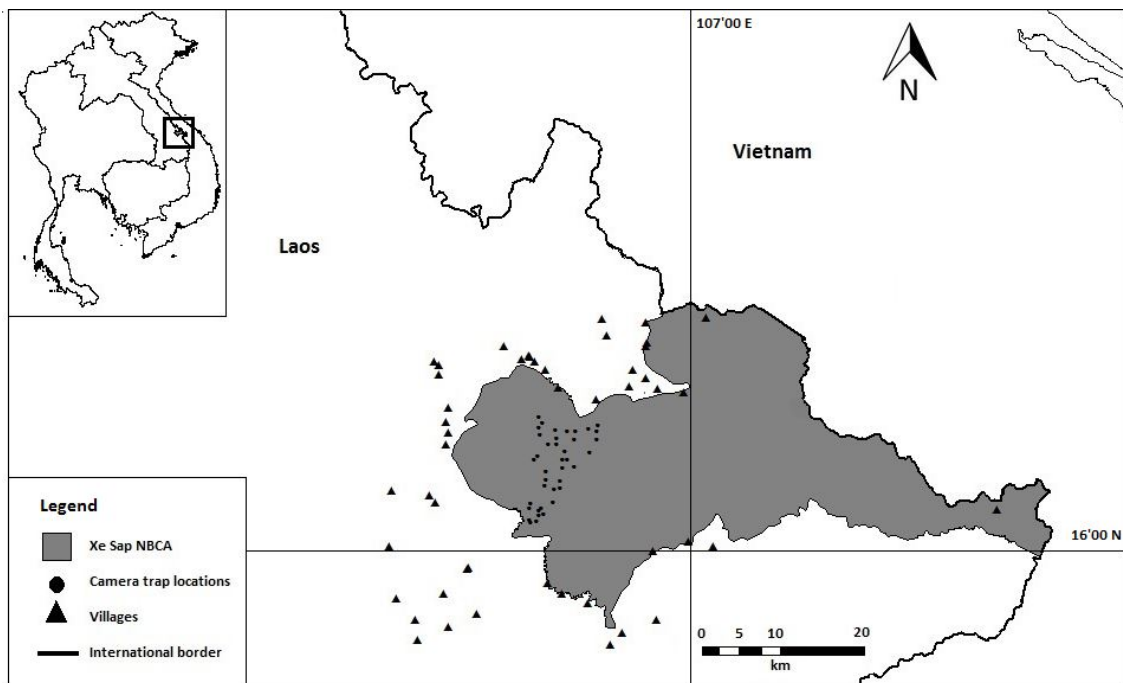 107'00 E
N
Vietnam
Laos
Legend
Xe Sap NBCA
Camera trap locations
Villages
International border
16'00 N
0 5 10 20
km